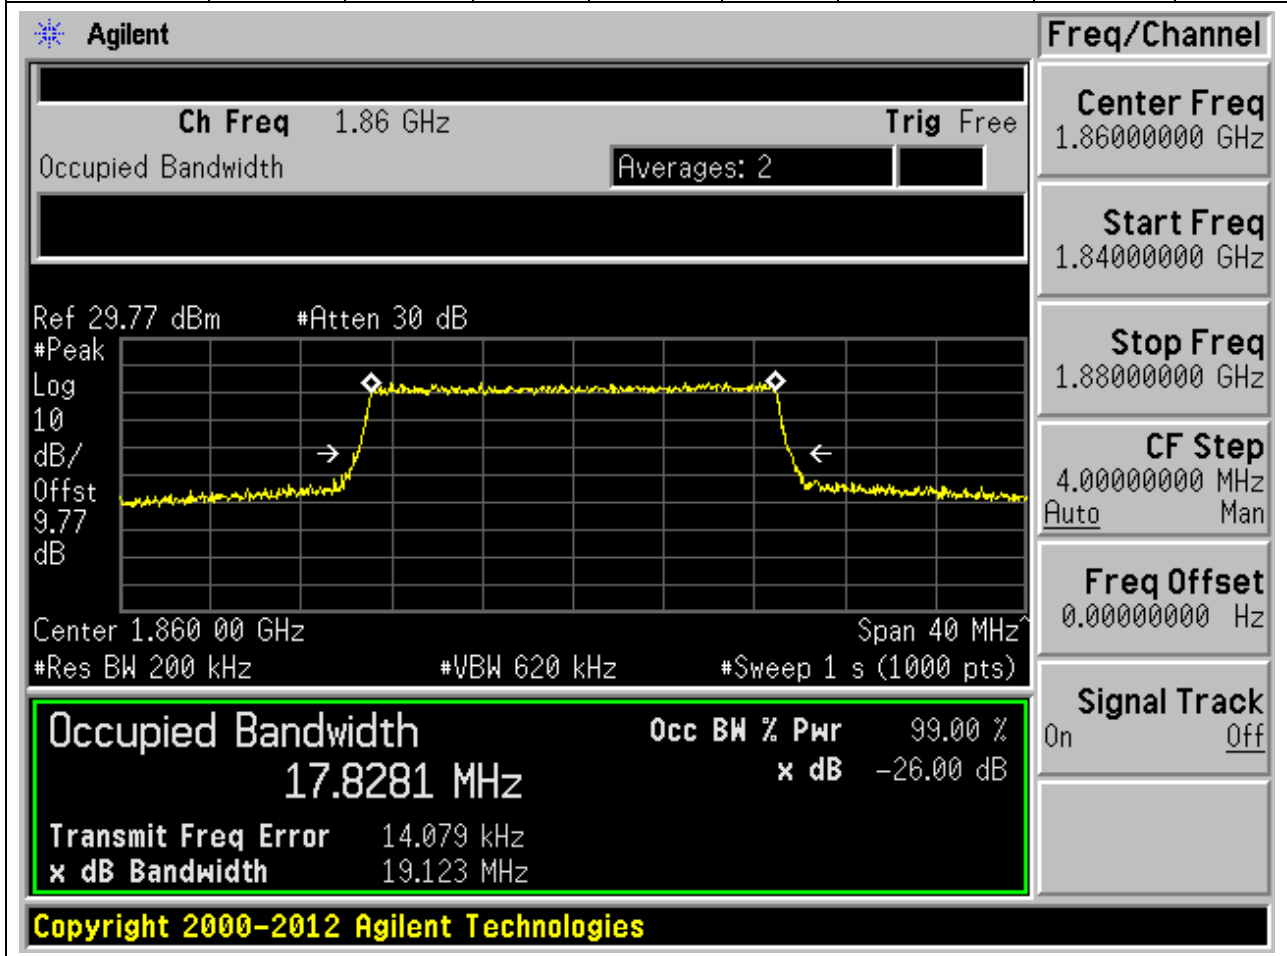 Agilent
Freq/Channel
Ch Freq 1.86 GHz Trig Free
Occupied Bandwidth Averages: 2
Center Freq
1.86000000 GHz
Start Freq
1.84000000 GHz
Stop Freq
1.88000000 GHz
CF Step
4.00000000 MHz
Auto Man
Freq Offset
0.00000000 Hz
Signal Track
On Off
Ref 29.77 dBm #Atten 30 dB
#Peak
Log
10
dB/
Offst
9.77
dB
Center 1.860 00 GHz Span 40 MHz^
#Res BW 200 kHz #VBW 620 kHz #Sweep 1 s (1000 pts)
Occupied Bandwidth Occ BW % Pwr 99.00 %
17.8281 MHz x dB -26.00 dB
Transmit Freq Error 14.079 kHz
x dB Bandwidth 19.123 MHz
Copyright 2000-2012 Agilent Technologies